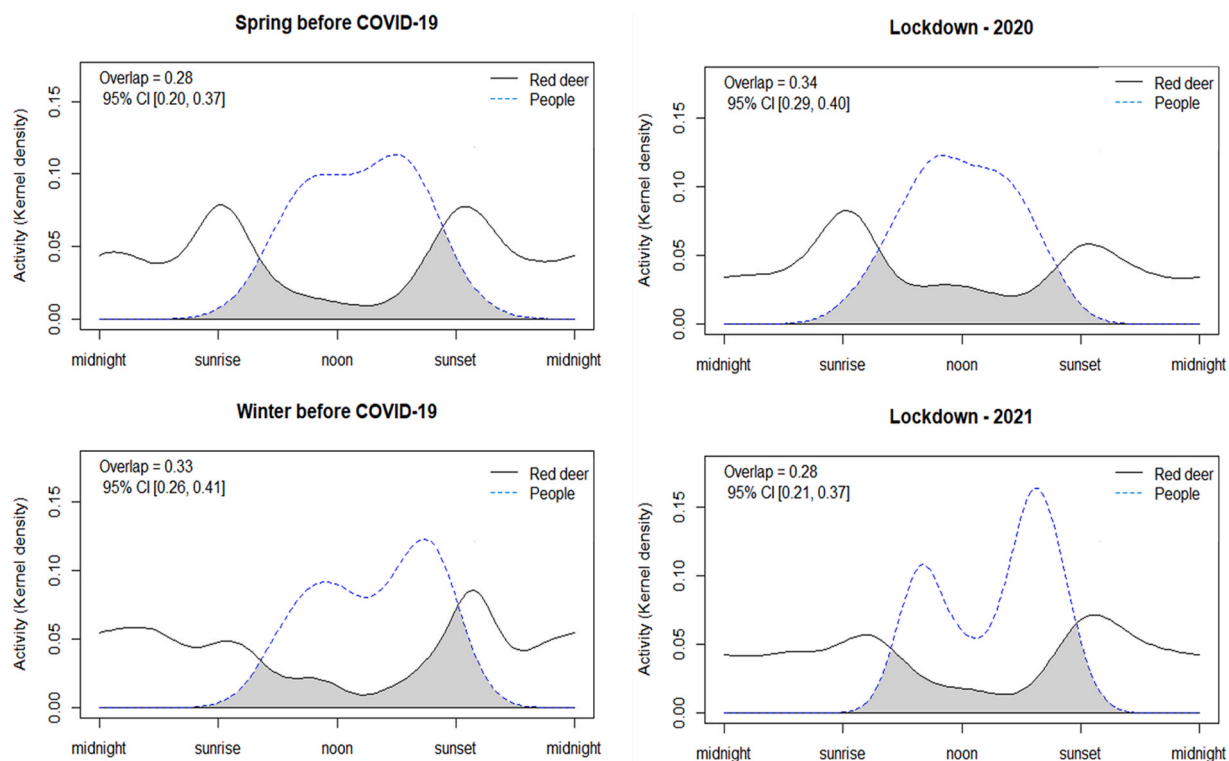 Spring before COVID-19
Overlap = 0.28
95% CI [0.20, 0.37]
Red deer
People
Activity (Kernel density)
0.15
0.10
0.05
0.00
midnight sunrise noon sunset midnight
Lockdown - 2020
Overlap = 0.34
95% CI [0.29, 0.40]
Red deer
People
Activity (Kernel density)
0.15
0.10
0.05
0.00
midnight sunrise noon sunset midnight
Winter before COVID-19
Overlap = 0.33
95% CI [0.26, 0.41]
Red deer
People
Activity (Kernel density)
0.15
0.10
0.05
0.00
midnight sunrise noon sunset midnight
Lockdown - 2021
Overlap = 0.28
95% CI [0.21, 0.37]
Red deer
People
Activity (Kernel density)
0.15
0.10
0.05
0.00
midnight sunrise noon sunset midnight